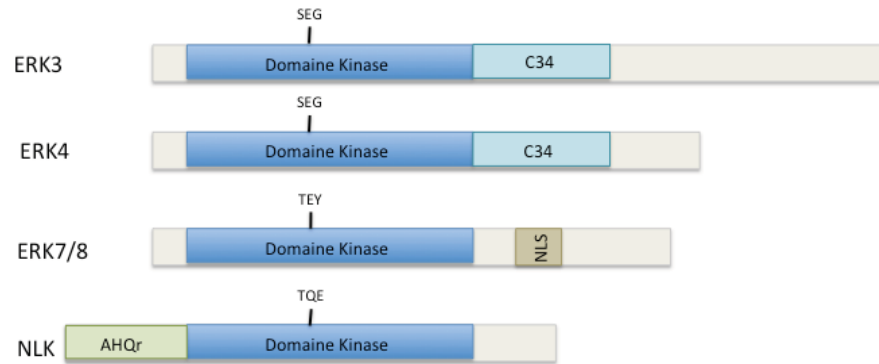 SEG
ERK3 Domaine Kinase C34
SEG
ERK4 Domaine Kinase C34
TEY
ERK7/8 Domaine Kinase NLS
TQE
NLK AHQr Domaine Kinase